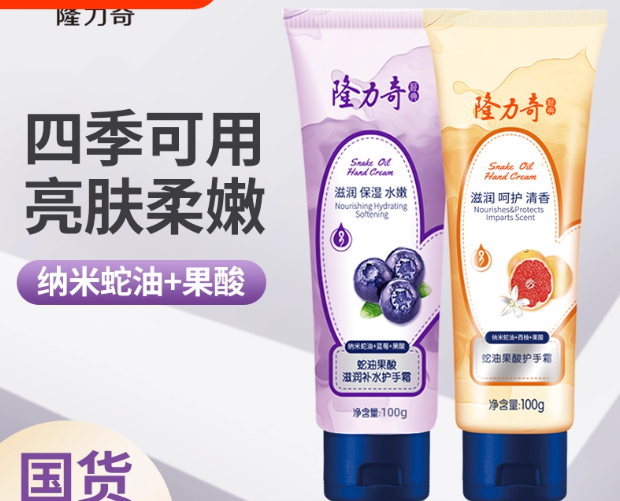 隆力奇
四季可用
亮肤柔嫩
纳米蛇油+果酸
国货
隆力奇
Snake Oil
Hand Cream
滋润 保湿 水嫩
Nourishing Hydrating
Softening
纳米蛇油+蓝莓+果酸
蛇油果酸
滋润补水护手霜
净含量:100g
隆力奇
Snake Oil
Hand Cream
滋润 呵护 清香
Nourishes&Protects
Imparts Scent
纳米蛇油+西柚+果酸
蛇油果酸护手霜
净含量:100g